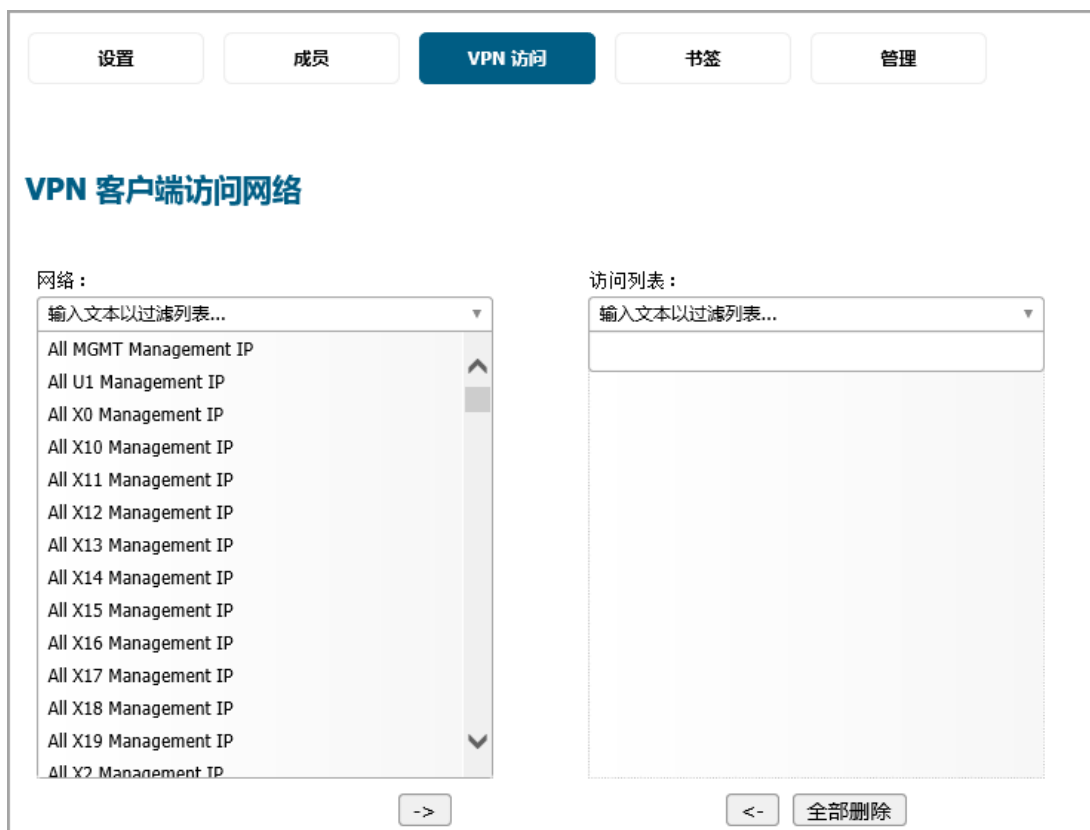 设置 成员 VPN 访问 书签 管理
VPN 客户端访问网络
网络： 访问列表：
输入文本以过滤列表... 输入文本以过滤列表...
All MGMT Management IP
All U1 Management IP
All X0 Management IP
All X10 Management IP
All X11 Management IP
All X12 Management IP
All X13 Management IP
All X14 Management IP
All X15 Management IP
All X16 Management IP
All X17 Management IP
All X18 Management IP
All X19 Management IP
All X2 Management IP
-> <- 全部删除